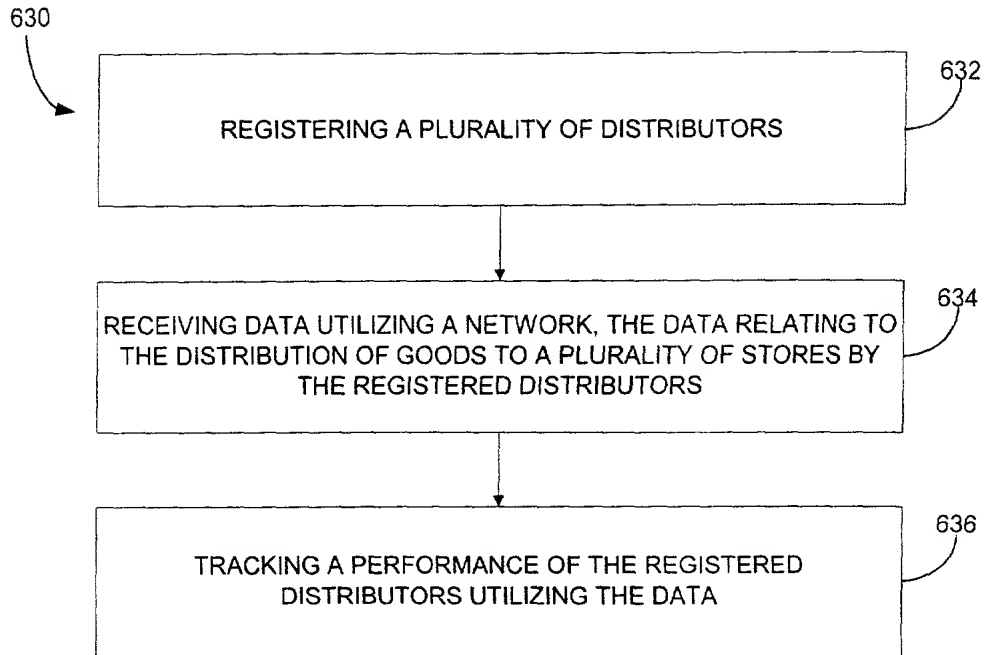 630
632
REGISTERING A PLURALITY OF DISTRIBUTORS
634
RECEIVING DATA UTILIZING A NETWORK, THE DATA RELATING TO
THE DISTRIBUTION OF GOODS TO A PLURALITY OF STORES BY
THE REGISTERED DISTRIBUTORS
636
TRACKING A PERFORMANCE OF THE REGISTERED
DISTRIBUTORS UTILIZING THE DATA